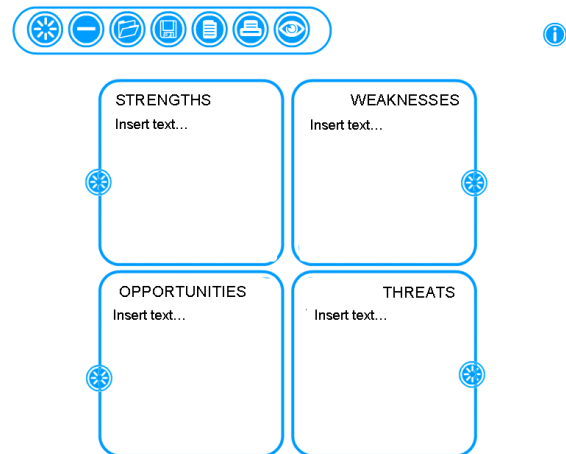 STRENGTHS
Insert text...
WEAKNESSES
Insert text...
OPPORTUNITIES
Insert text...
THREATS
Insert text...